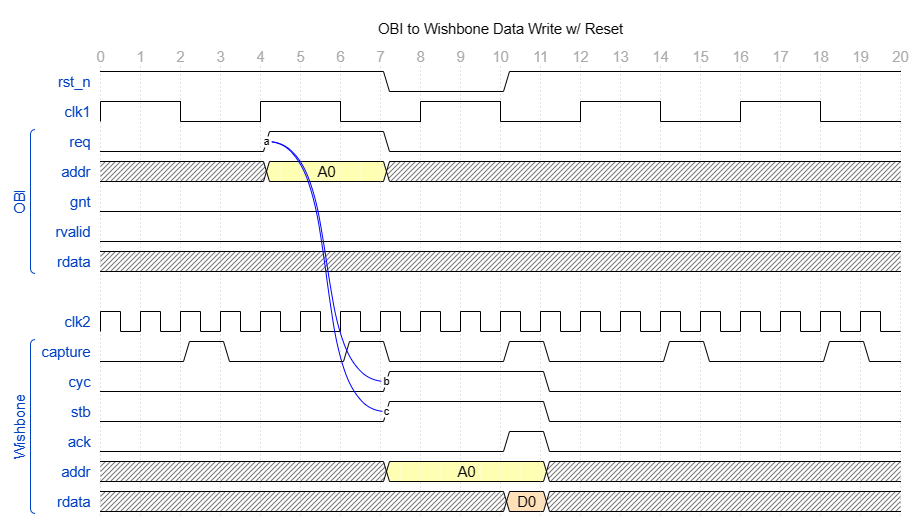 OBI to Wishbone Data Write w/ Reset
0 1 2 3 4 5 6 7 8 9 10 11 12 13 14 15 16 17 18 19 20
rst_n
clk1
OBI
req a
addr A0
gnt
rvalid
rdata
clk2
Wishbone
capture
cyc b
stb c
ack
addr A0
rdata D0